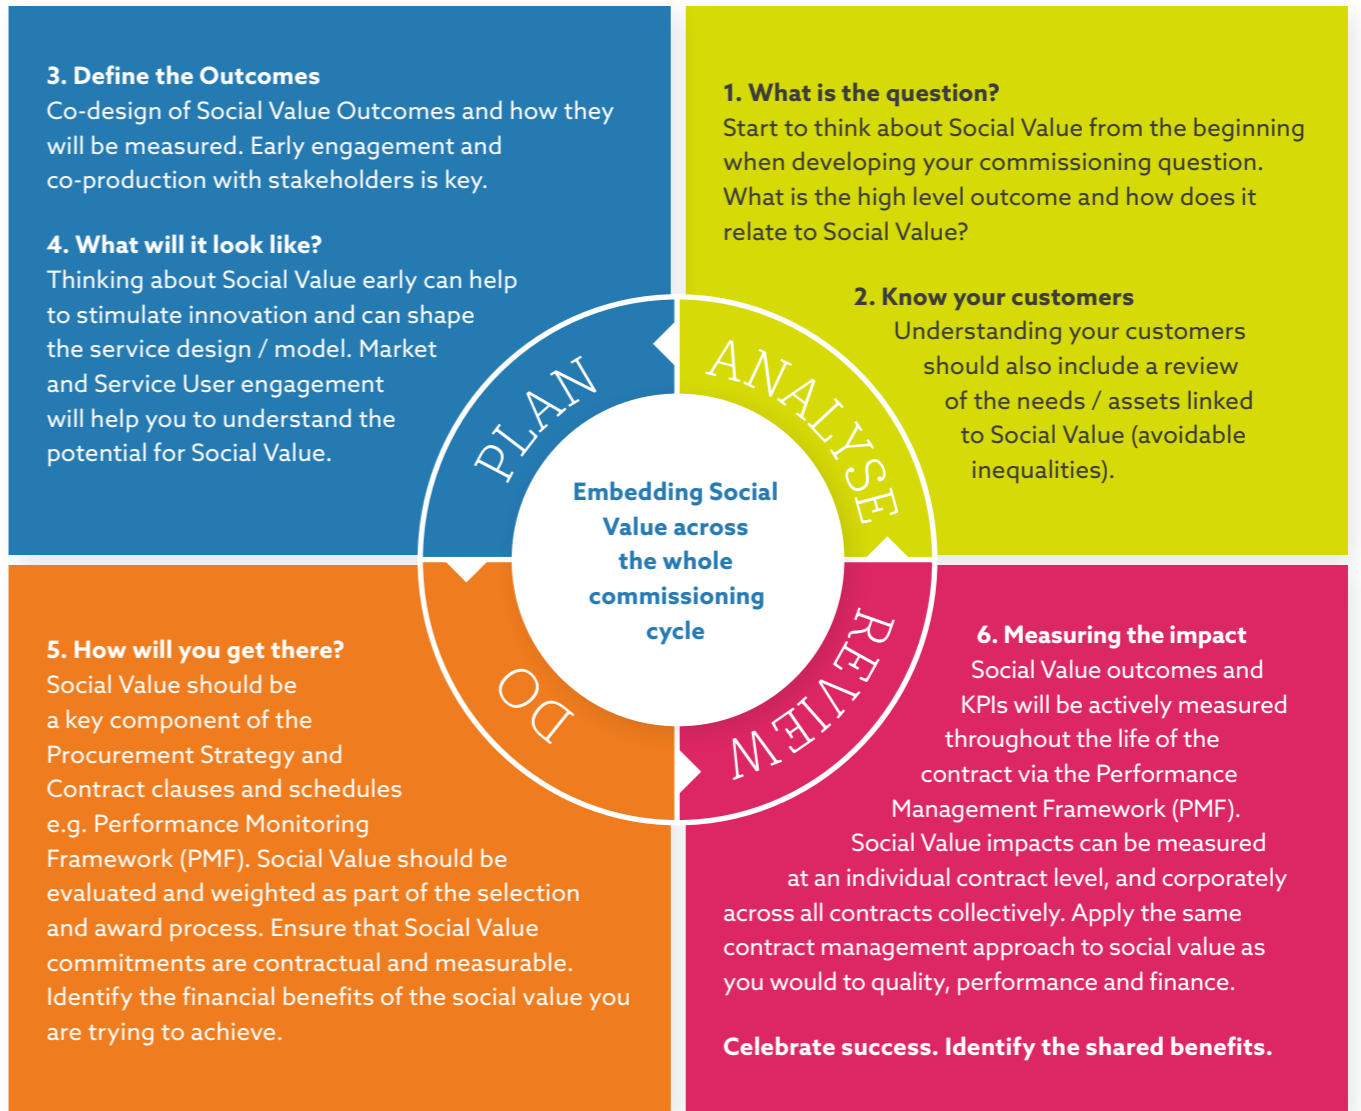 3. Define the Outcomes
Co-design of Social Value Outcomes and how they
will be measured. Early engagement and
co-production with stakeholders is key.
4. What will it look like?
Thinking about Social Value early can help
to stimulate innovation and can shape
the service design / model. Market
and Service User engagement
will help you to understand the
potential for Social Value.
1. What is the question?
Start to think about Social Value from the beginning
when developing your commissioning question.
What is the high level outcome and how does it
relate to Social Value?
2. Know your customers
Understanding your customers
should also include a review
of the needs / assets linked
to Social Value (avoidable
inequalities).
PLAN
ANALYSE
Embedding Social
Value across
the whole
commissioning
cycle
DO
REVIEW
5. How will you get there?
Social Value should be
a key component of the
Procurement Strategy and
Contract clauses and schedules
e.g. Performance Monitoring
Framework (PMF). Social Value should be
evaluated and weighted as part of the selection
and award process. Ensure that Social Value
commitments are contractual and measurable.
Identify the financial benefits of the social value you
are trying to achieve.
6. Measuring the impact
Social Value outcomes and
KPIs will be actively measured
throughout the life of the
contract via the Performance
Management Framework (PMF).
Social Value impacts can be measured
at an individual contract level, and corporately
across all contracts collectively. Apply the same
contract management approach to social value as
you would to quality, performance and finance.
Celebrate success. Identify the shared benefits.